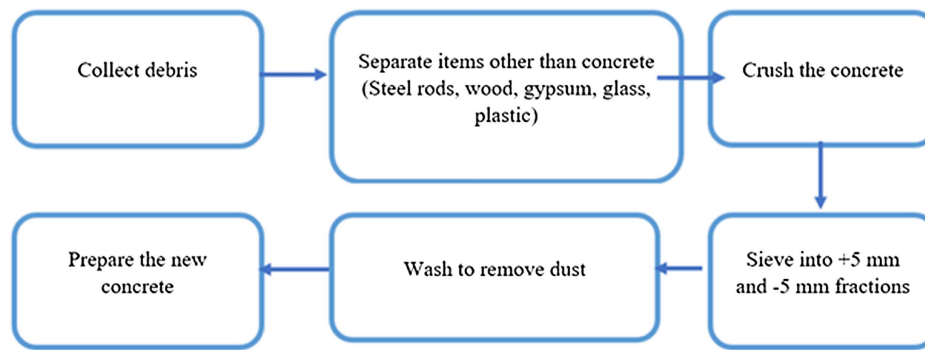 Collect debris
Separate items other than concrete
(Steel rods, wood, gypsum, glass,
plastic)
Crush the concrete
Sieve into +5 mm
and -5 mm fractions
Wash to remove dust
Prepare the new
concrete